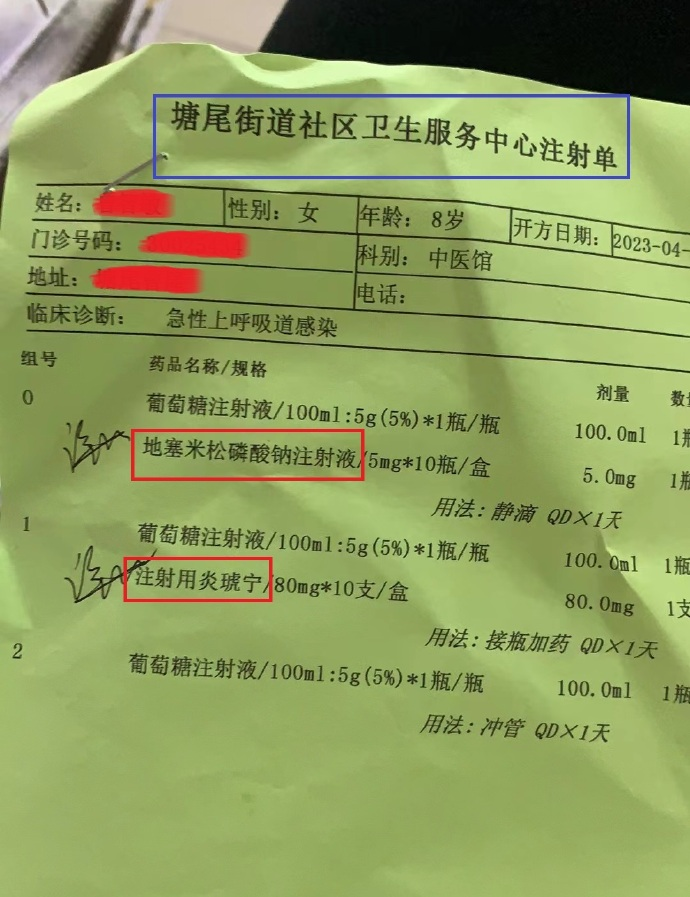 塘尾街道社区卫生服务中心注射单
姓名: 性别: 女 年龄: 8岁 开方日期: 2023-04-
门诊号码: 科别: 中医馆
地址: 电话:
临床诊断: 急性上呼吸道感染
组号 药品名称/规格 剂量
0 葡萄糖注射液/100ml:5g(5%)*1瓶/瓶 100.0ml
地塞米松磷酸钠注射液/5mg*10瓶/盒 5.0mg
用法: 静滴 QD×1天
1 葡萄糖注射液/100ml:5g(5%)*1瓶/瓶 100.0ml 1瓶
注射用炎琥宁/80mg*10支/盒 80.0mg 1支
用法: 接瓶加药 QD×1天
2 葡萄糖注射液/100ml:5g(5%)*1瓶/瓶 100.0ml 1瓶
用法: 冲管 QD×1天